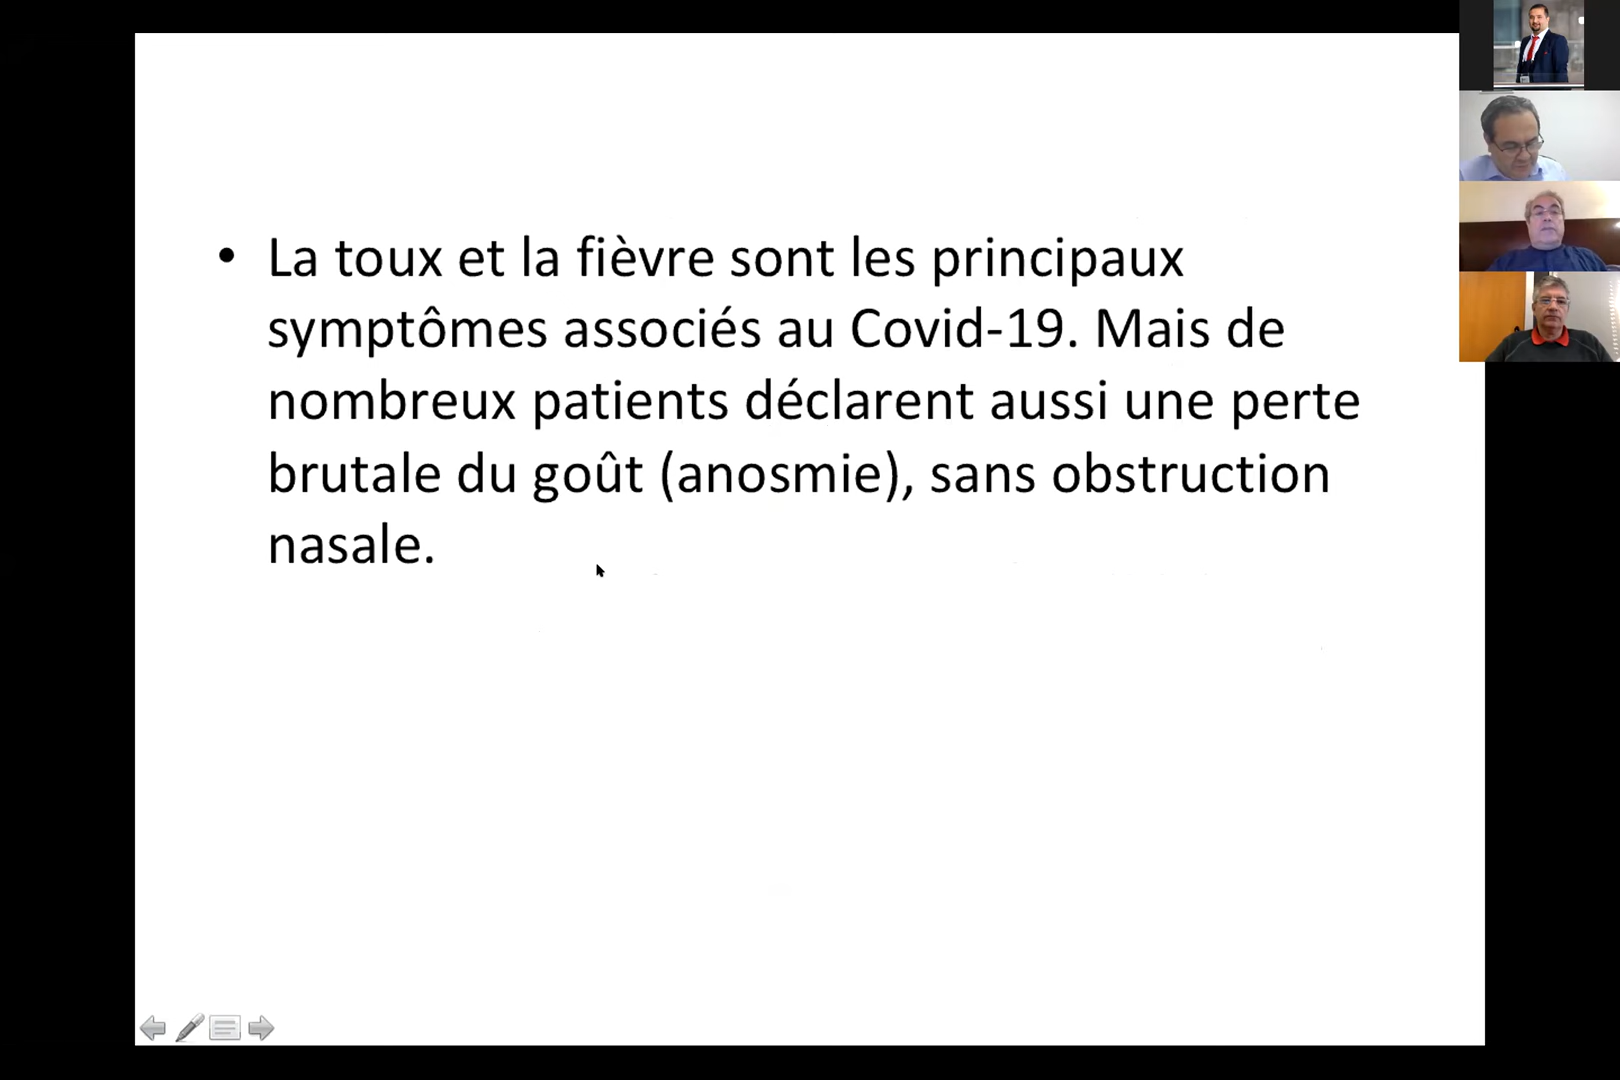 • La toux et la fièvre sont les principaux
symptômes associés au Covid-19. Mais de
nombreux patients déclarent aussi une perte
brutale du goût (anosmie), sans obstruction
nasale.